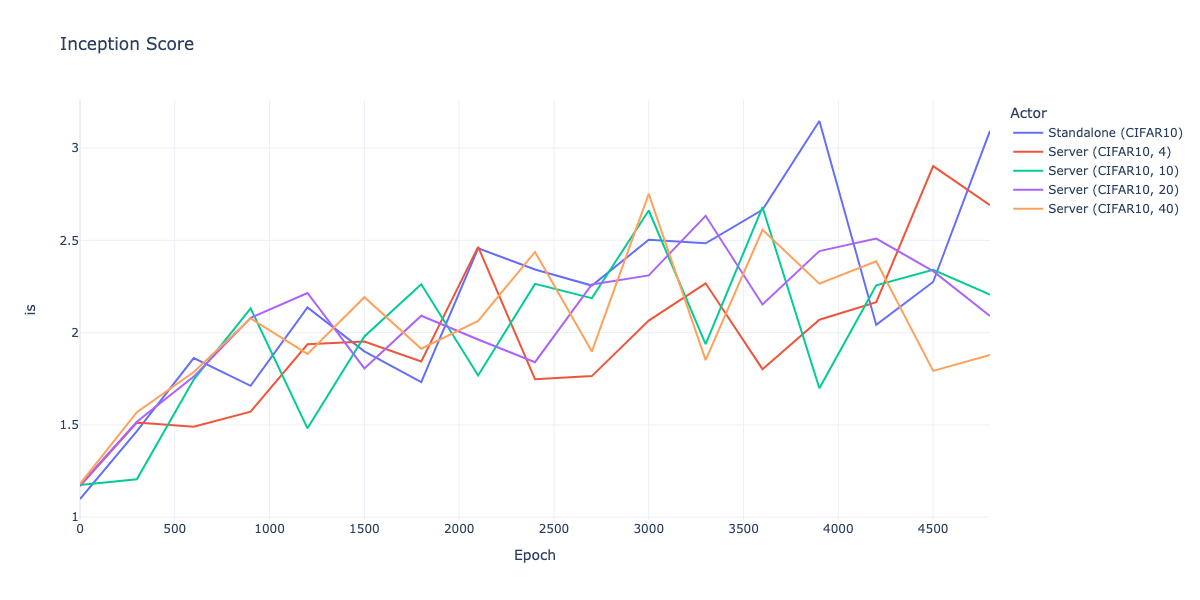 Inception Score
Actor
Standalone (CIFAR10)
Server (CIFAR10, 4)
Server (CIFAR10, 10)
Server (CIFAR10, 20)
Server (CIFAR10, 40)
3
2.5
2
1.5
1
is
0 500 1000 1500 2000 2500 3000 3500 4000 4500
Epoch